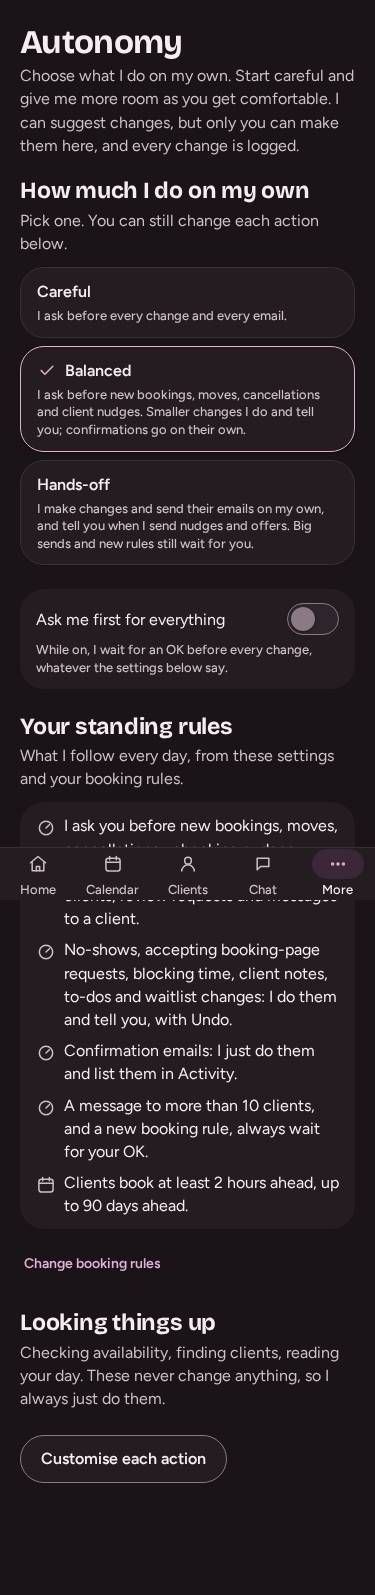 Autonomy
Choose what I do on my own. Start careful and
give me more room as you get comfortable. I
can suggest changes, but only you can make
them here, and every change is logged.
How much I do on my own
Pick one. You can still change each action
below.
Careful
I ask before every change and every email.
Balanced
I ask before new bookings, moves, cancellations
and client nudges. Smaller changes I do and tell
you; confirmations go on their own.
Hands-off
I make changes and send their emails on my own,
and tell you when I send nudges and offers. Big
sends and new rules still wait for you.
Ask me first for everything
While on, I wait for an OK before every change,
whatever the settings below say.
Your standing rules
What I follow every day, from these settings
and your booking rules.
I ask you before new bookings, moves,
Home
Calendar
Clients
Chat
More
clients, review requests and messages
to a client.
No-shows, accepting booking-page
requests, blocking time, client notes,
to-dos and waitlist changes: I do them
and tell you, with Undo.
Confirmation emails: I just do them
and list them in Activity.
A message to more than 10 clients,
and a new booking rule, always wait
for your OK.
Clients book at least 2 hours ahead, up
to 90 days ahead.
Change booking rules
Looking things up
Checking availability, finding clients, reading
your day. These never change anything, so I
always just do them.
Customise each action